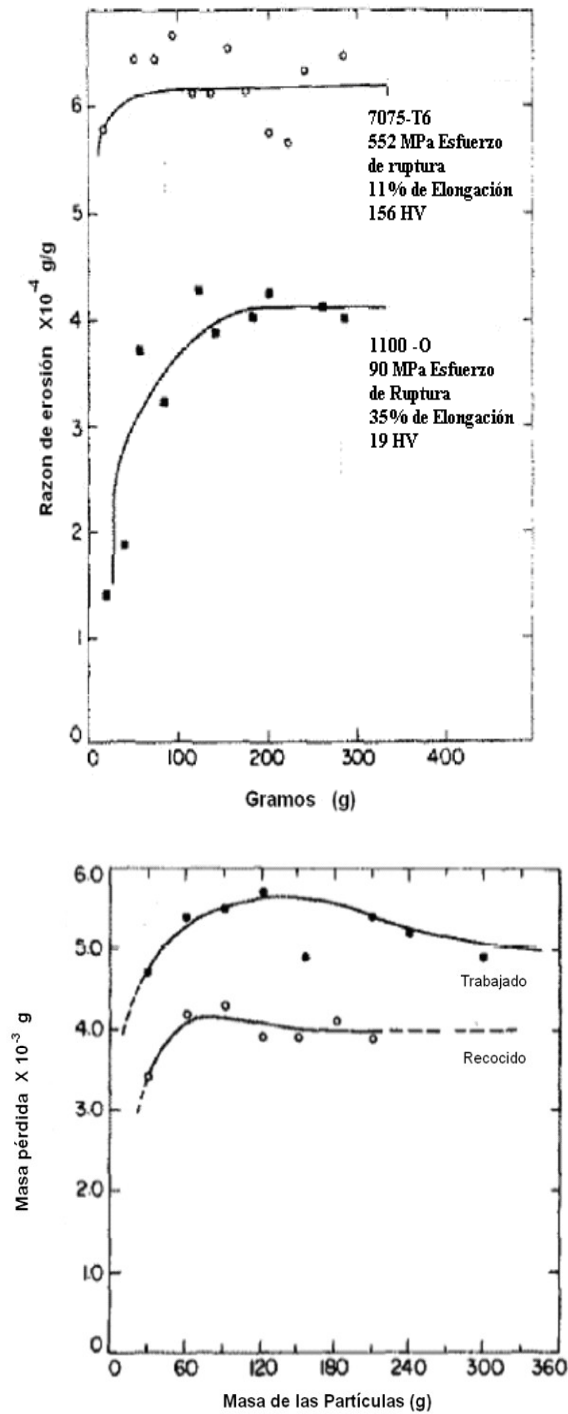 6
5
4
3
2
1
0
Razon de erosión X10-4 g/g
7075-T6
552 MPa Esfuerzo
de ruptura
11% de Elongación
156 HV
1100 -O
90 MPa Esfuerzo
de Ruptura
35% de Elongación
19 HV
0 100 200 300 400
Gramos (g)
6.0
5.0
4.0
3.0
2.0
1.0
0
Masa pérdida X 10-3 g
Trabajado
Recocido
0 60 120 180 240 300 360
Masa de las Partículas (g)